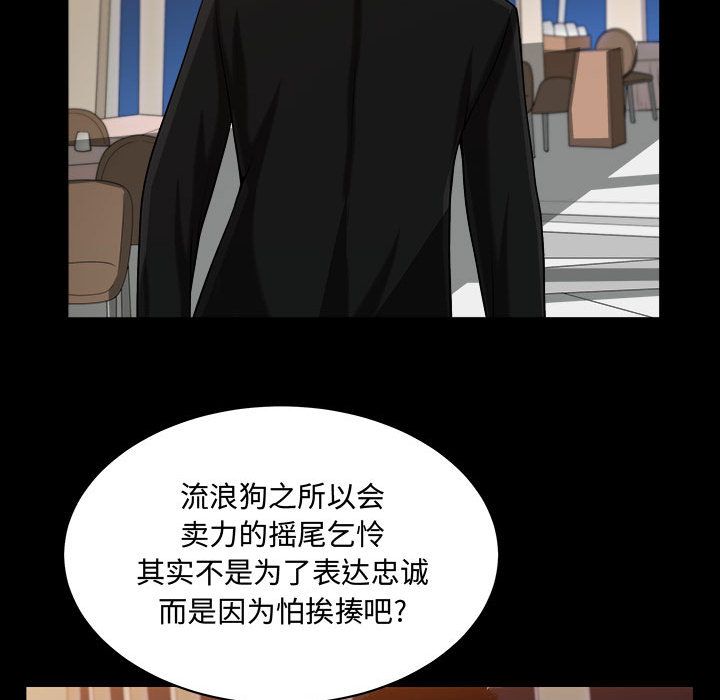 流浪狗之所以会
卖力的摇尾乞怜
其实不是为了表达忠诚
而是因为怕挨揍吧?